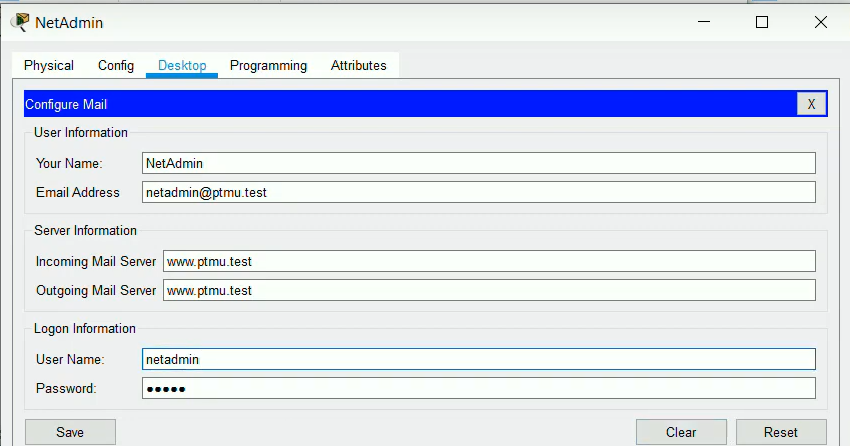 NetAdmin
Physical Config Desktop Programming Attributes
Configure Mail X
User Information
Your Name: NetAdmin
Email Address netadmin@ptmu.test
Server Information
Incoming Mail Server www.ptmu.test
Outgoing Mail Server www.ptmu.test
Logon Information
User Name: netadmin
Password: •••••
Save Clear Reset